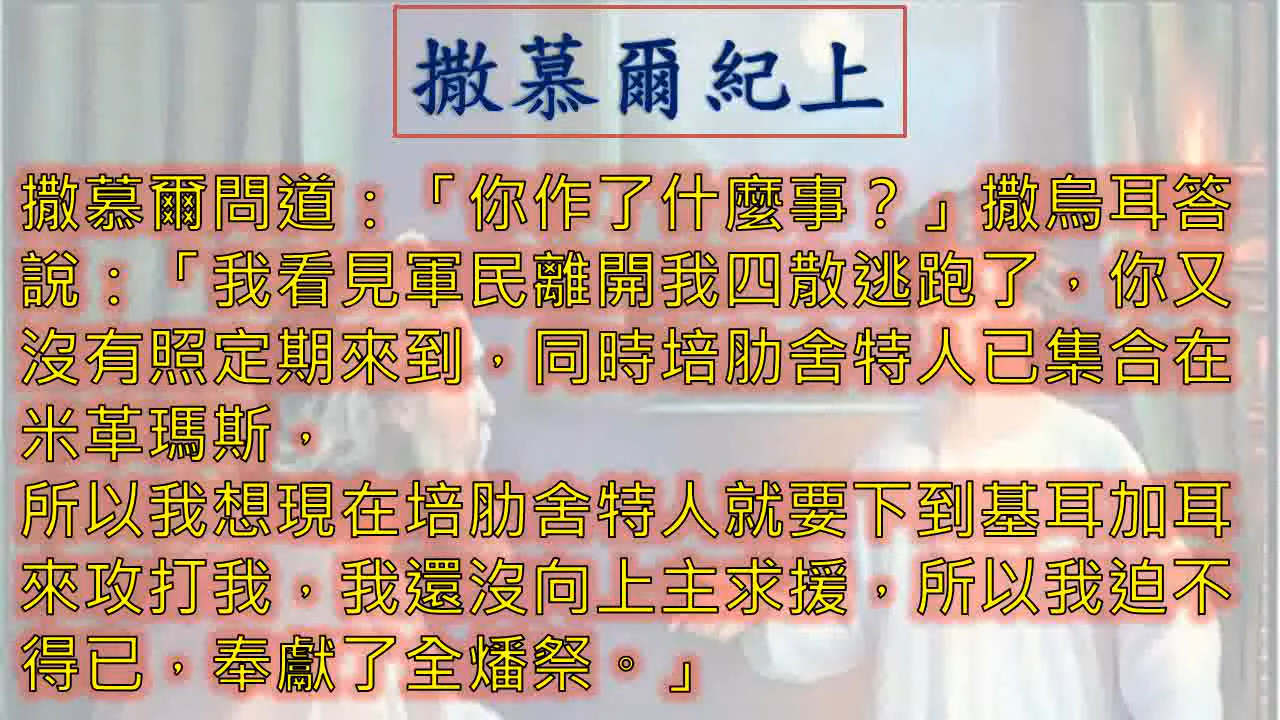 撒慕爾紀上
撒慕爾問道：「你作了什麼事？」撒烏耳答
說：「我看見軍民離開我四散逃跑了，你又
沒有照定期來到，同時培肋舍特人已集合在
米革瑪斯，
所以我想現在培肋舍特人就要下到基耳加耳
來攻打我，我還沒向上主求援，所以我迫不
得已，奉獻了全燔祭。」